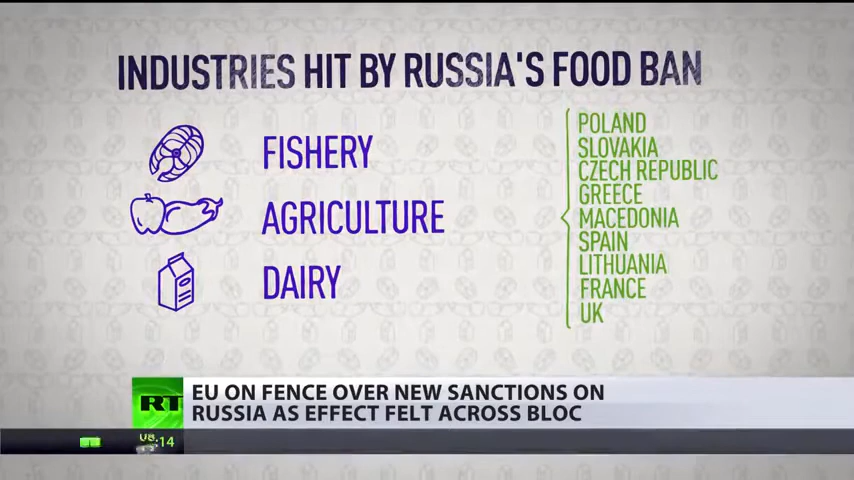 INDUSTRIES HIT BY RUSSIA'S FOOD BAN
FISHERY
AGRICULTURE
DAIRY
POLAND
SLOVAKIA
CZECH REPUBLIC
GREECE
MACEDONIA
SPAIN
LITHUANIA
FRANCE
UK
RT
EU ON FENCE OVER NEW SANCTIONS ON
RUSSIA AS EFFECT FELT ACROSS BLOC
:14